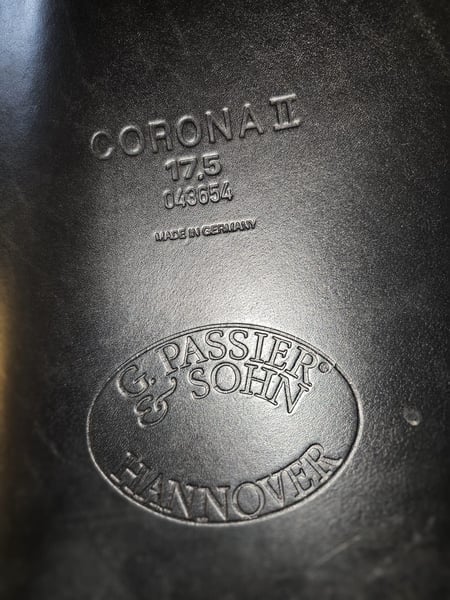 CORONA II
17,5
043654
MADE IN GERMANY
G. PASSIER®
& SOHN
HANNOVER